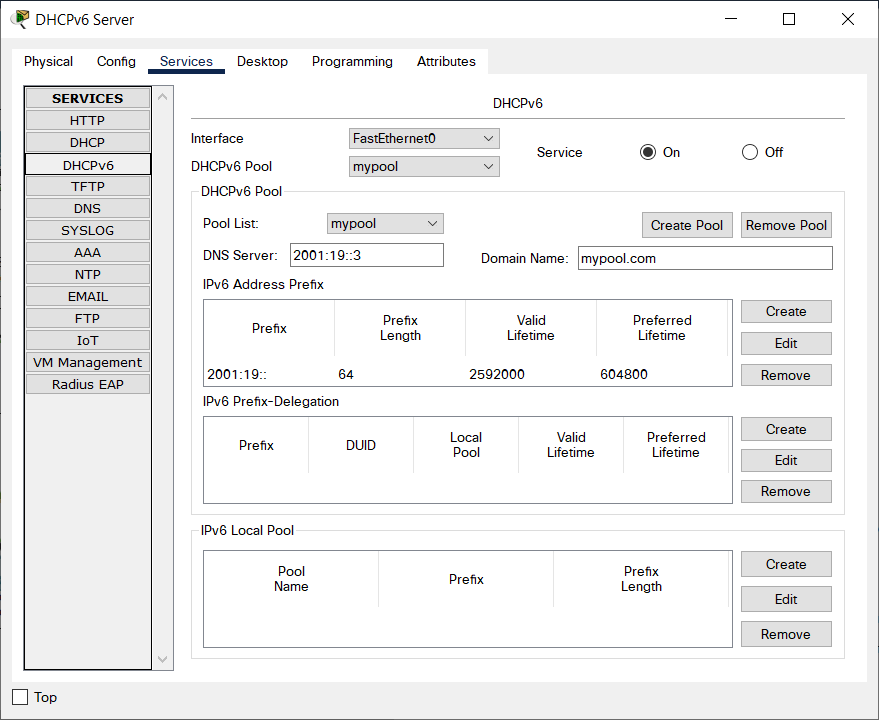 DHCPv6 Server
Physical Config Services Desktop Programming Attributes
SERVICES
HTTP
DHCP
DHCPv6
TFTP
DNS
SYSLOG
AAA
NTP
EMAIL
FTP
IoT
VM Management
Radius EAP
DHCPv6
Interface FastEthernet0
DHCPv6 Pool mypool
Service On Off
DHCPv6 Pool
Pool List: mypool Create Pool Remove Pool
DNS Server: 2001:19::3 Domain Name: mypool.com
IPv6 Address Prefix
Prefix Prefix Length Valid Lifetime Preferred Lifetime
2001:19:: 64 2592000 604800
Create
Edit
Remove
IPv6 Prefix-Delegation
Prefix DUID Local Pool Valid Lifetime Preferred Lifetime
Create
Edit
Remove
IPv6 Local Pool
Pool Name Prefix Prefix Length
Create
Edit
Remove
Top